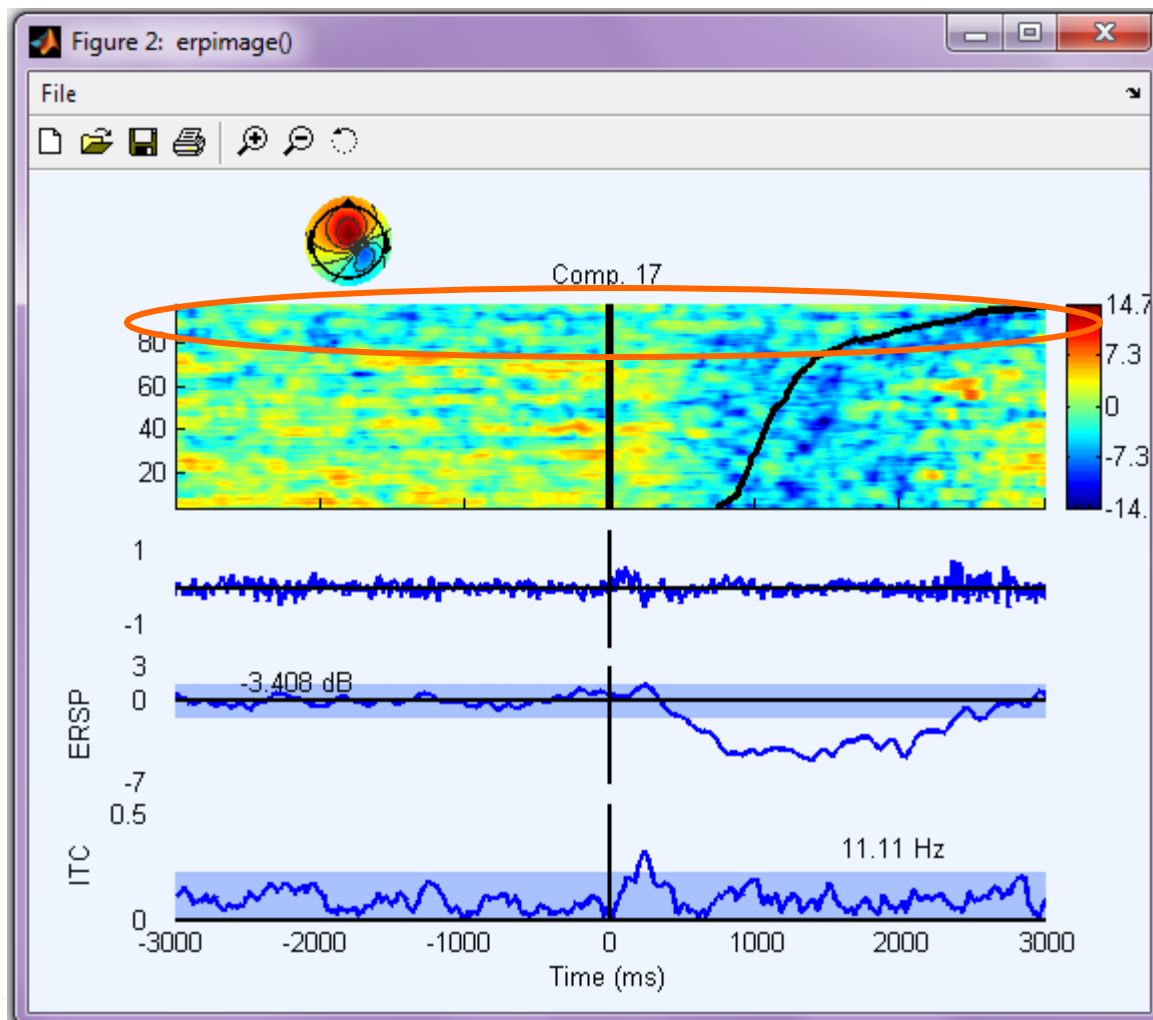 Figure 2: erpimage()
File
Comp. 17
80
60
40
20
14.7
7.3
0
-7.3
-14.
1
-1
3
0
-7
ERSP
-3.408 dB
0.5
0
ITC
11.11 Hz
-3000 -2000 -1000 0 1000 2000 3000
Time (ms)